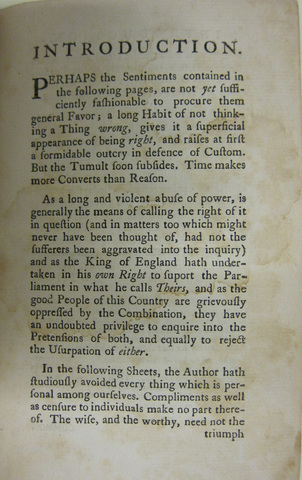 INTRODUCTION.
PERHAPS the Sentiments contained in
the following pages, are not yet ſuffi-
ciently faſhionable to procure them
general Favor; a long Habit of not think-
ing a Thing wrong, gives it a ſuperficial
appearance of being right, and raiſes at firſt
a formidable outcry in defence of Cuſtom.
But the Tumult ſoon ſubſides. Time makes
more Converts than Reaſon.
As a long and violent abuſe of power, is
generally the means of calling the right of it
in queſtion (and in matters too which might
never have been thought of, had not the
ſufferers been aggravated into the inquiry)
and as the King of England hath under-
taken in his own Right to ſuport the Par-
liament in what he calls Theirs, and as the
good People of this Country are grievouſly
oppreſſed by the Combination, they have
an undoubted privilege to enquire into the
Pretenſions of both, and equally to reject
the Uſurpation of either.
In the following Sheets, the Author hath
ſtudiouſly avoided every thing which is per-
ſonal among ourſelves. Compliments as well
as cenſure to individuals make no part there-
of. The wiſe, and the worthy, need not the
triumph